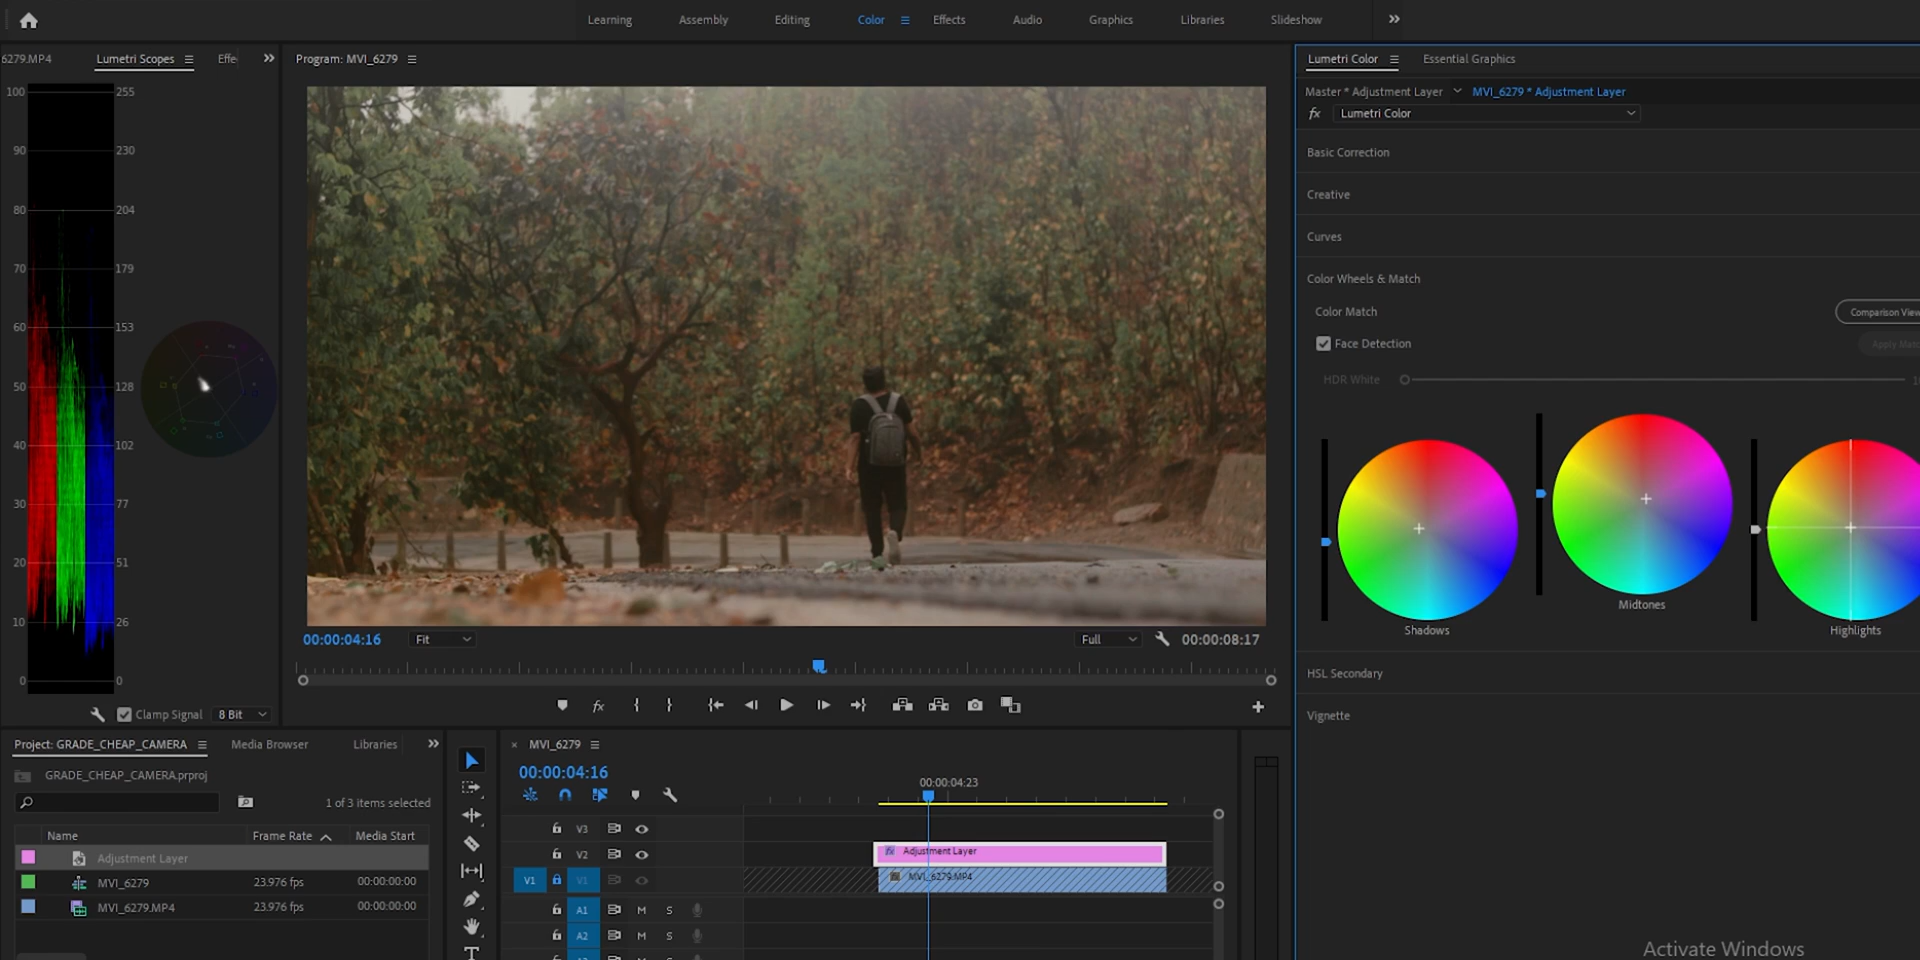 Learning Assembly Editing Color Effects Audio Graphics Libraries Slideshow
6279.MP4 Lumetri Scopes Effe
Program: MVI_6279
Lumetri Color Essential Graphics
Master * Adjustment Layer MVI_6279 * Adjustment Layer
fx Lumetri Color
Basic Correction
Creative
Curves
Color Wheels & Match
Color Match Comparison View
Face Detection Apply Matc
HDR White
Shadows Midtones Highlights
HSL Secondary
Vignette
100 255
90 230
80 204
70 179
60 153
50 128
40 102
30 77
20 51
10 26
0 0
Clamp Signal 8 Bit
00:00:04:16 Fit Full 00:00:08:17
fx
Project: GRADE_CHEAP_CAMERA Media Browser Libraries
GRADE_CHEAP_CAMERA.prproj
1 of 3 items selected
Name Frame Rate Media Start
Adjustment Layer
MVI_6279 23.976 fps 00:00:00:00
MVI_6279.MP4 23.976 fps 00:00:00:00
× MVI_6279
00:00:04:16
00:00:04:23
V3
V2 fx Adjustment Layer
V1 V1 MVI_6279.MP4
A1 M S
A2 M S
Activate Windows